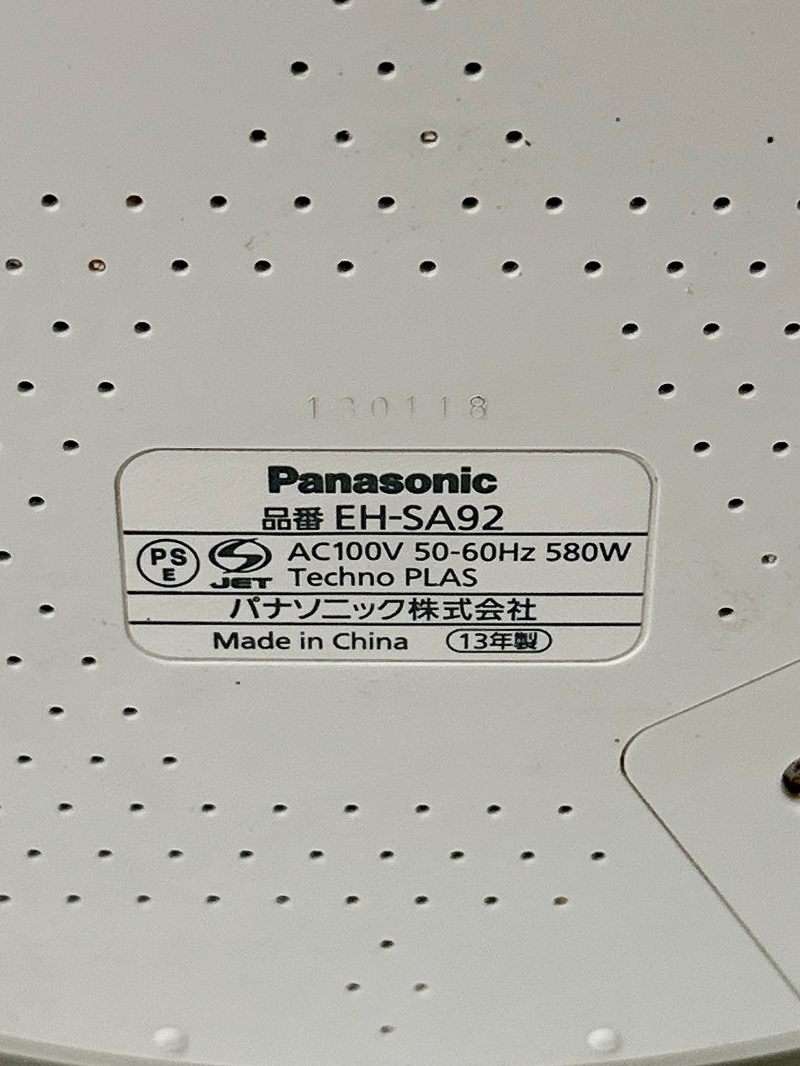 130118
Panasonic
品番 EH-SA92
PS E JET AC100V 50-60Hz 580W
Techno PLAS
パナソニック株式会社
Made in China 13年製